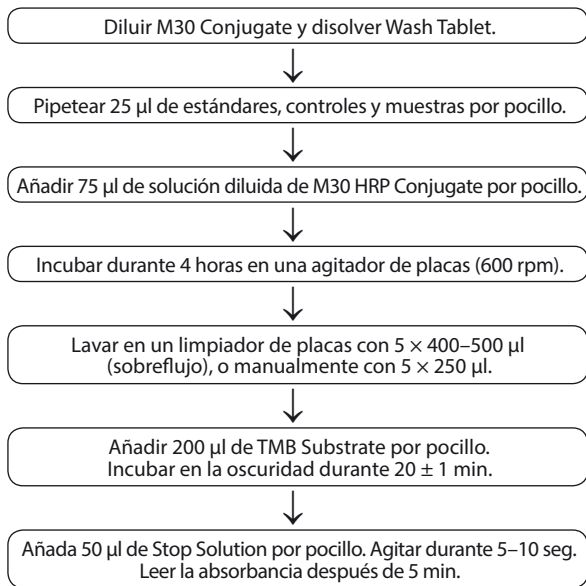 Diluir M30 Conjugate y disolver Wash Tablet.
Pipetear 25 µl de estándares, controles y muestras por pocillo.
Añadir 75 µl de solución diluida de M30 HRP Conjugate por pocillo.
Incubar durante 4 horas en una agitador de placas (600 rpm).
Lavar en un limpiador de placas con 5 × 400–500 µl
(sobreflujo), o manualmente con 5 × 250 µl.
Añadir 200 µl de TMB Substrate por pocillo.
Incubar en la oscuridad durante 20 ± 1 min.
Añada 50 µl de Stop Solution por pocillo. Agitar durante 5–10 seg.
Leer la absorbancia después de 5 min.